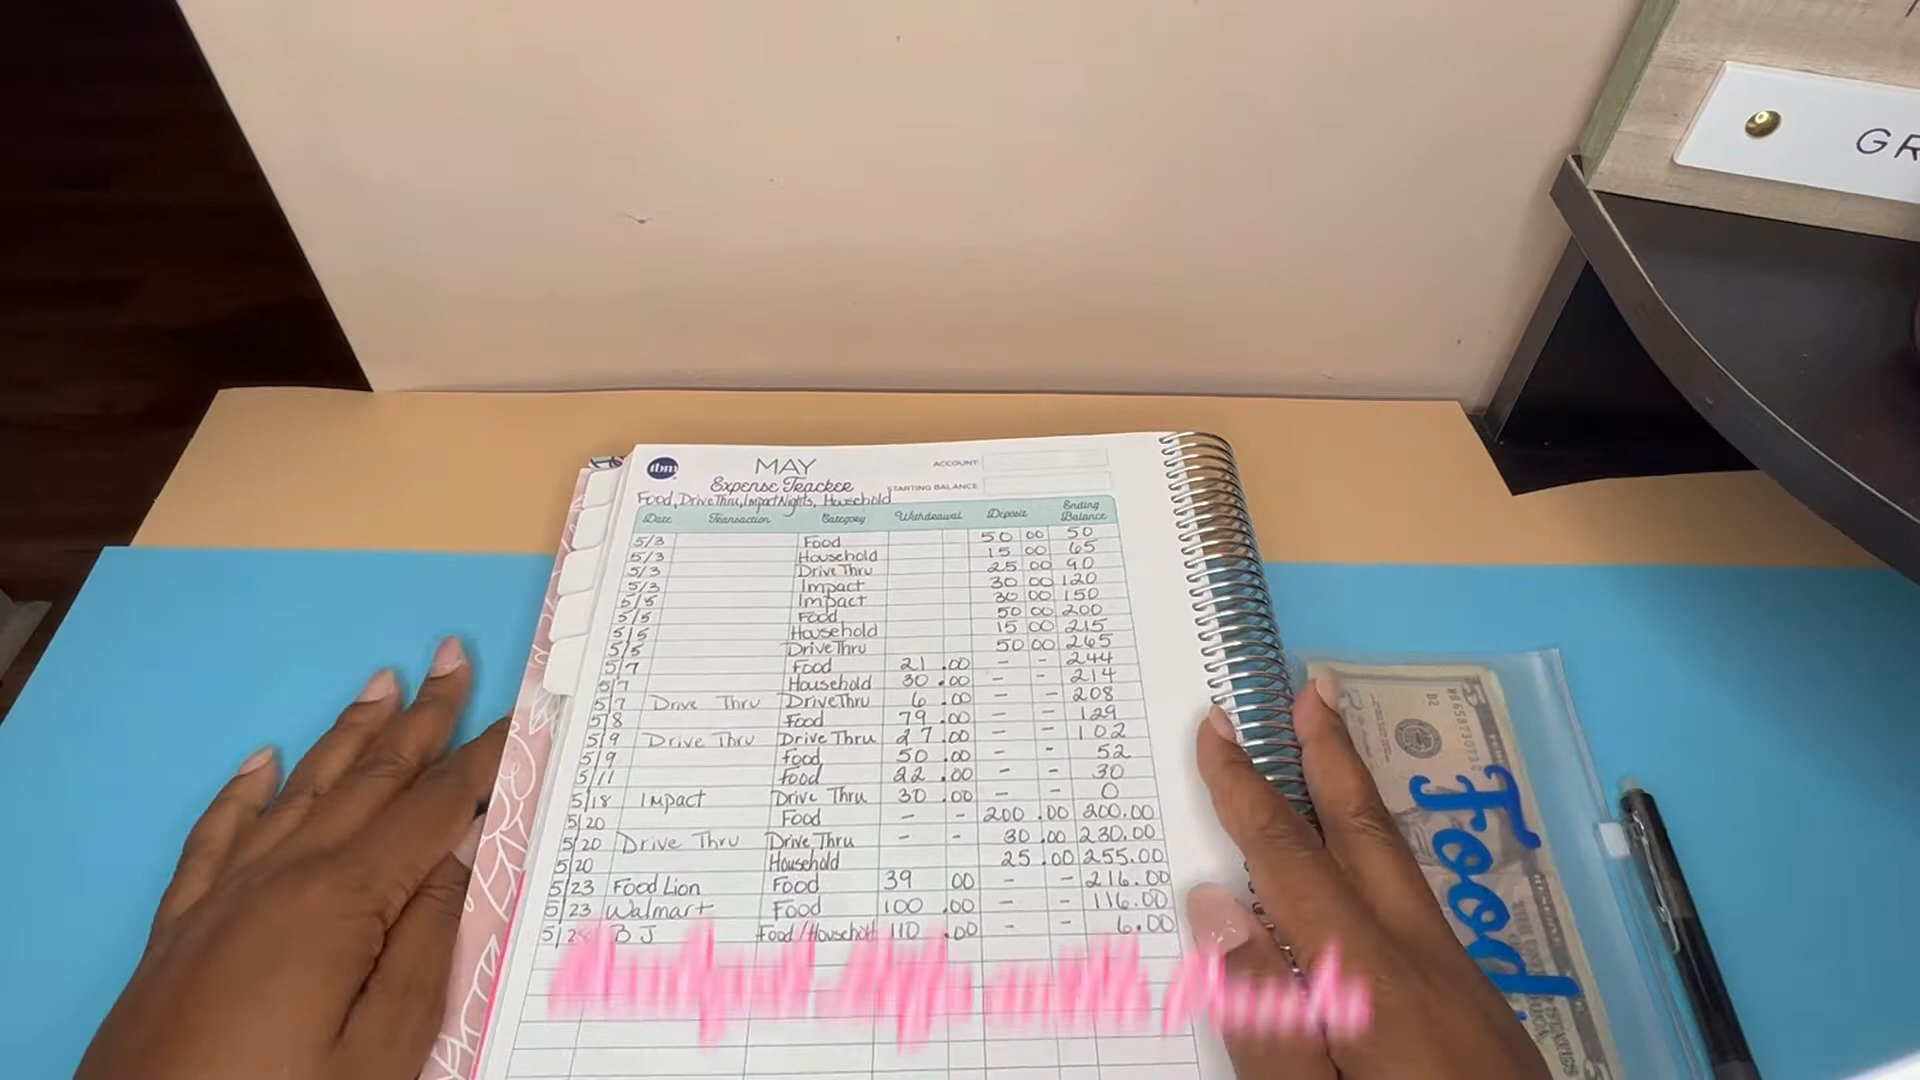 GR
tbm
MAY
ACCOUNT:
Expense Tracker
STARTING BALANCE
Food, Drive Thru, Impact Nights, Household
Date Transaction Category Withdrawal Deposit Ending Balance
5/3 Food 50 00 50
5/3 Household 15 00 65
5/3 Drive Thru 25 00 90
5/3 Impact 30 00 120
5/5 Impact 30 00 150
5/5 Food 50 00 200
5/5 Household 15 00 215
5/5 Drive Thru 50 00 265
5/7 Food 21 .00 - - 244
5/7 Household 30 .00 - - 214
5/7 Drive Thru Drive Thru 6 .00 - - 208
5/8 Food 79 .00 - - 129
5/9 Drive Thru Drive Thru 27 .00 - - 102
5/9 Food 50 .00 - - 52
5/11 Food 22 .00 - - 30
5/18 Impact Drive Thru 30 .00 - - 0
5/20 Food - - 200 .00 200.00
5/20 Drive Thru Drive Thru - - 30 .00 230.00
5/20 Household 25 .00 255.00
5/23 Food Lion Food 39 00 - - 216.00
5/23 Walmart Food 100 .00 - - 116.00
BJ Food/Household 110 .00 - - 6.00
Food
B2